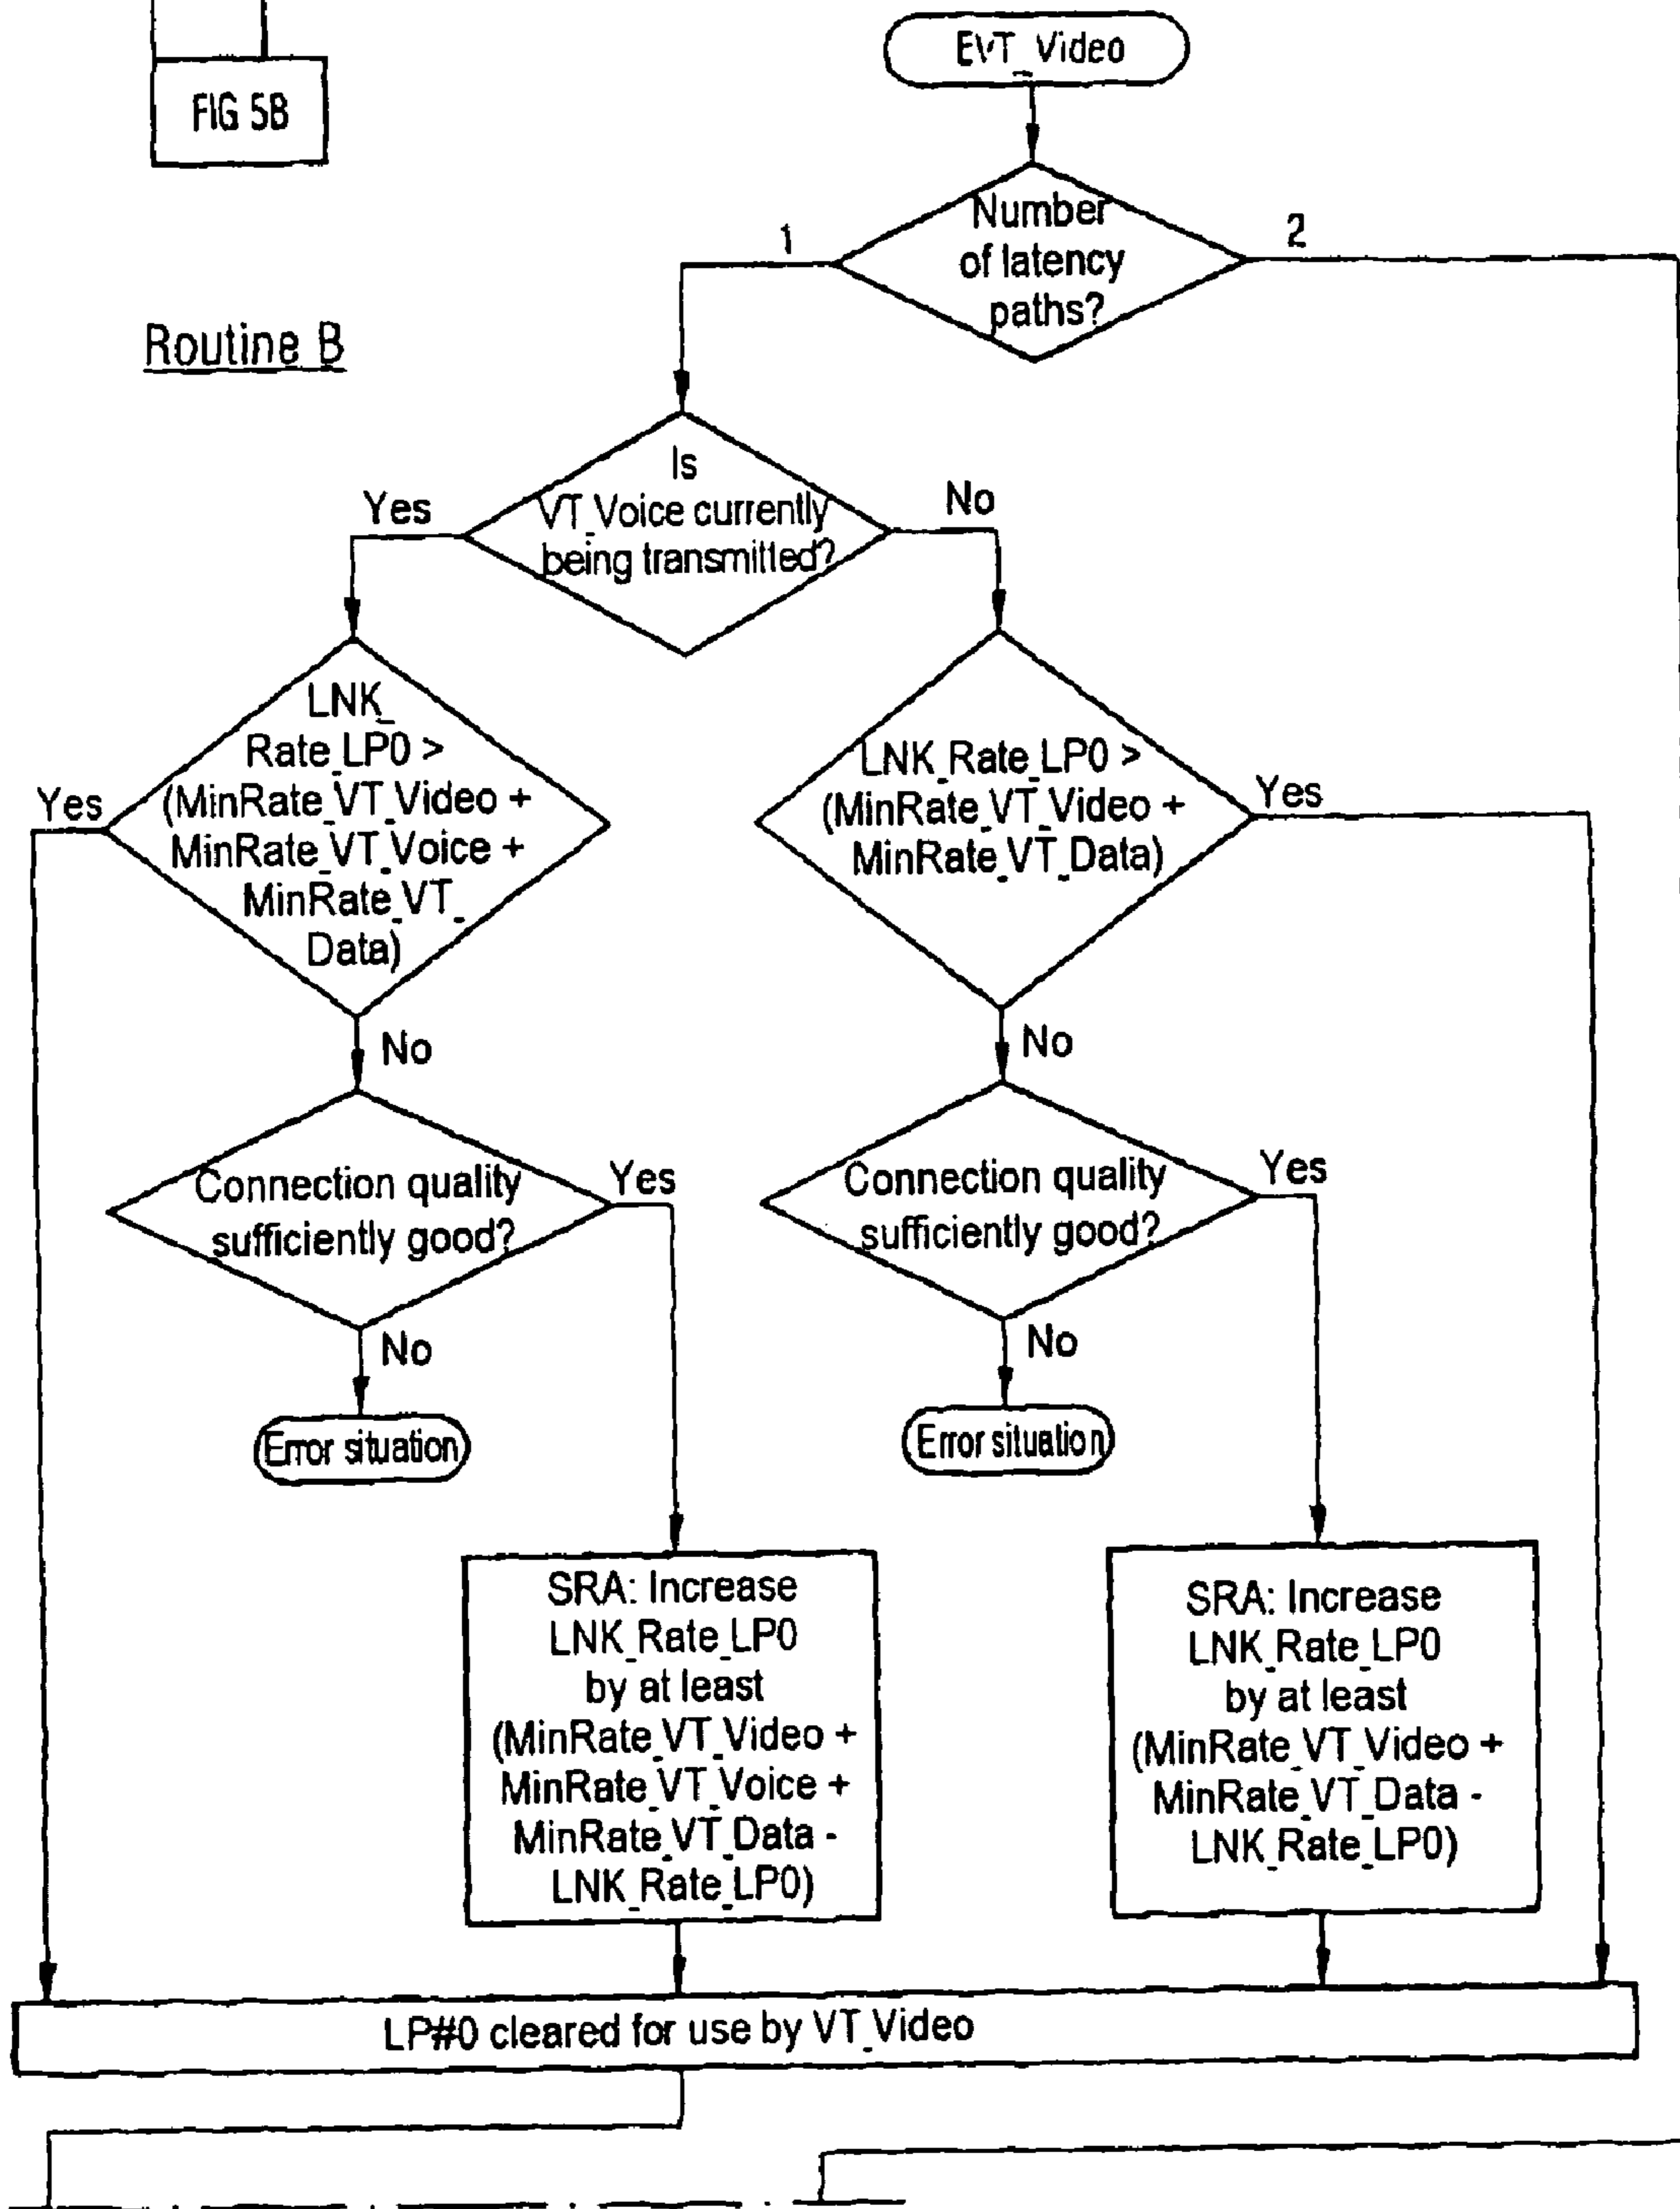 FIG 5B
EVT_Video
Number
of latency
paths?
1
2
Routine B
Is
VT_Voice currently
being transmitted?
Yes
No
LNK_
Rate_LP0 >
(MinRate_VT_Video +
MinRate_VT_Voice +
MinRate_VT_
Data)
Yes
LNK_Rate_LP0 >
(MinRate_VT_Video +
MinRate_VT_Data)
Yes
No
No
Connection quality
sufficiently good?
Yes
Connection quality
sufficiently good?
Yes
No
No
Error situation
Error situation
SRA: Increase
LNK_Rate_LP0
by at least
(MinRate_VT_Video +
MinRate_VT_Voice +
MinRate_VT_Data -
LNK_Rate_LP0)
SRA: Increase
LNK_Rate_LP0
by at least
(MinRate_VT_Video +
MinRate_VT_Data -
LNK_Rate_LP0)
LP#0 cleared for use by VT_Video